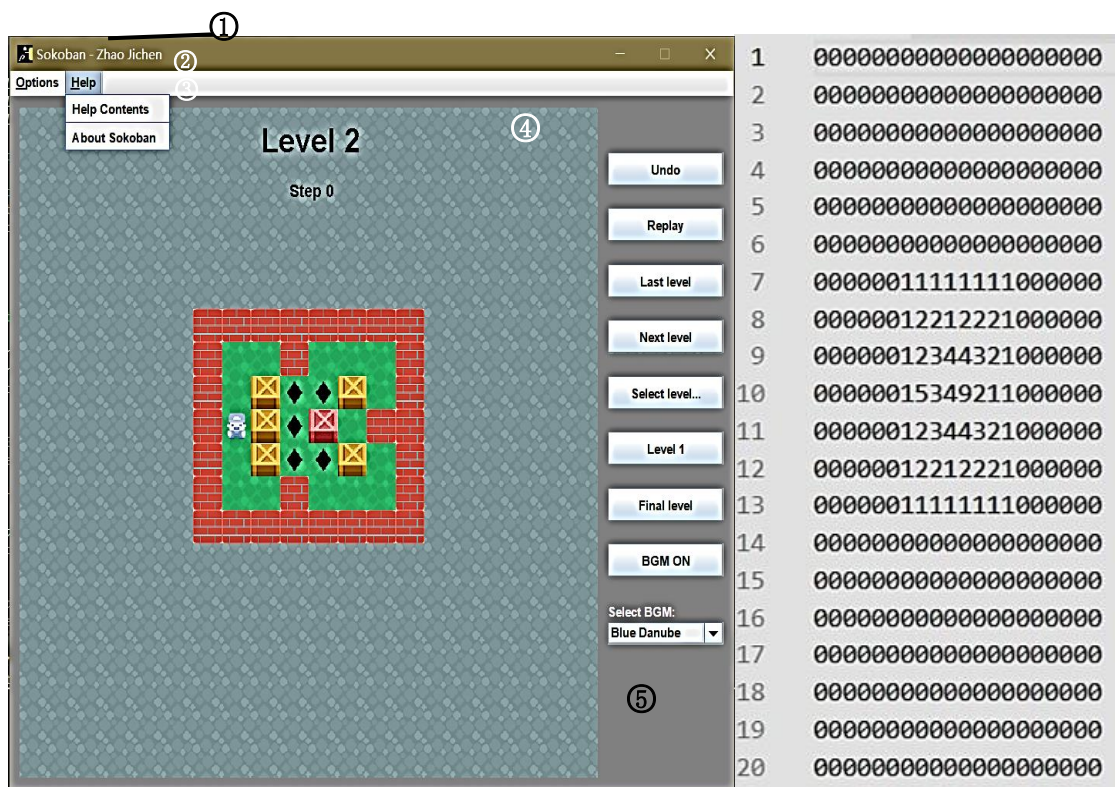 ①
Sokoban - Zhao Jichen
②
Options Help
③
Help Contents
About Sokoban
④
Level 2
Step 0
Undo
Replay
Last level
Next level
Select level...
Level 1
Final level
BGM ON
Select BGM:
Blue Danube
⑤
1 00000000000000000000
2 00000000000000000000
3 00000000000000000000
4 00000000000000000000
5 00000000000000000000
6 00000000000000000000
7 00000011111111000000
8 00000012212221000000
9 00000012344321000000
10 00000015349211000000
11 00000012344321000000
12 00000012212221000000
13 00000011111111000000
14 00000000000000000000
15 00000000000000000000
16 00000000000000000000
17 00000000000000000000
18 00000000000000000000
19 00000000000000000000
20 00000000000000000000